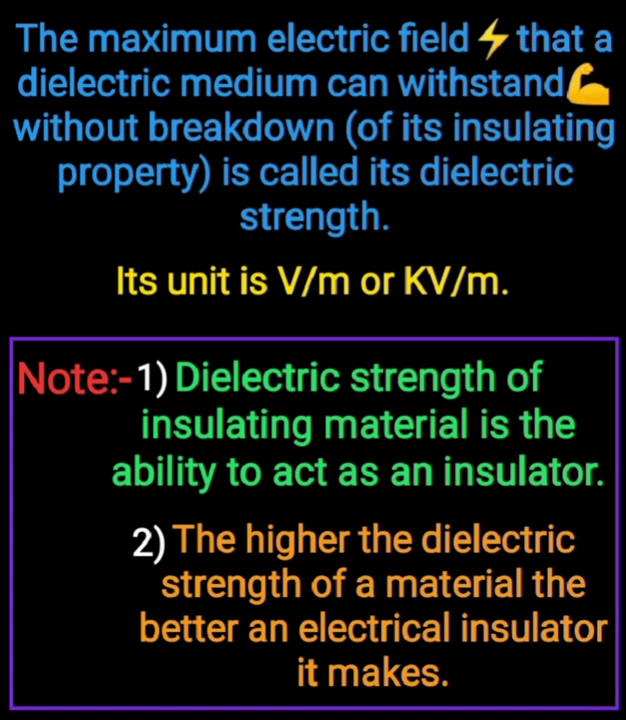 The maximum electric field ⚡ that a
dielectric medium can withstand💪
without breakdown (of its insulating
property) is called its dielectric
strength.
Its unit is V/m or KV/m.
Note:- 1) Dielectric strength of
insulating material is the
ability to act as an insulator.
2) The higher the dielectric
strength of a material the
better an electrical insulator
it makes.